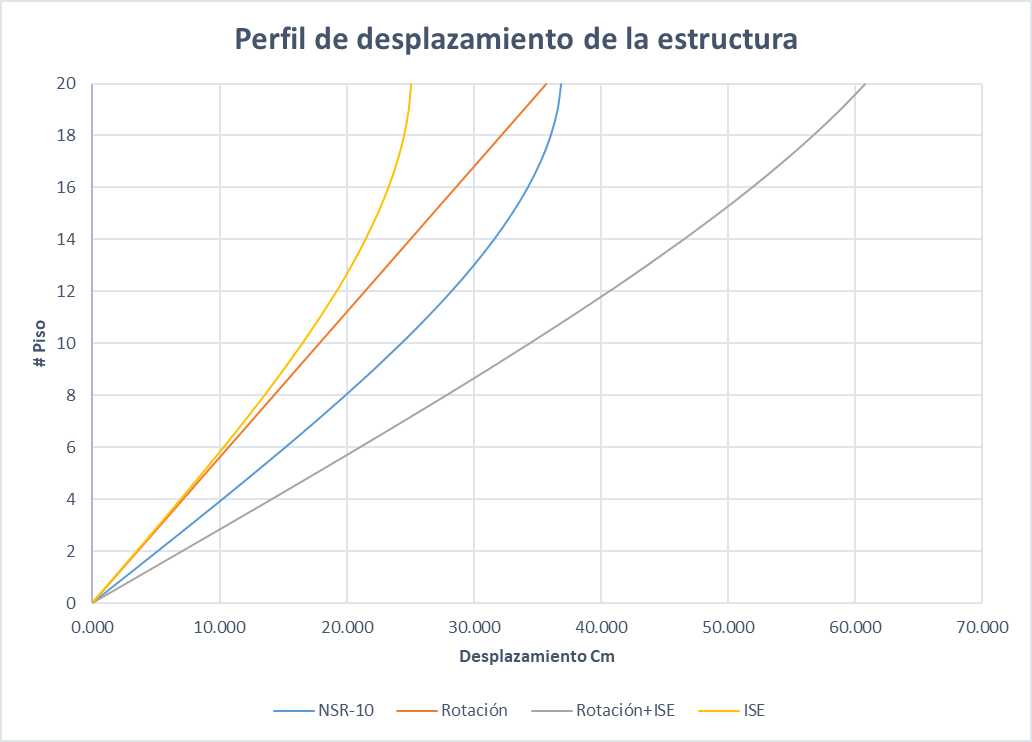 Perfil de desplazamiento de la estructura
20
18
16
14
12
10
8
6
4
2
0
# Piso
0.000 10.000 20.000 30.000 40.000 50.000 60.000 70.000
Desplazamiento Cm
NSR-10 Rotación Rotación+ISE ISE